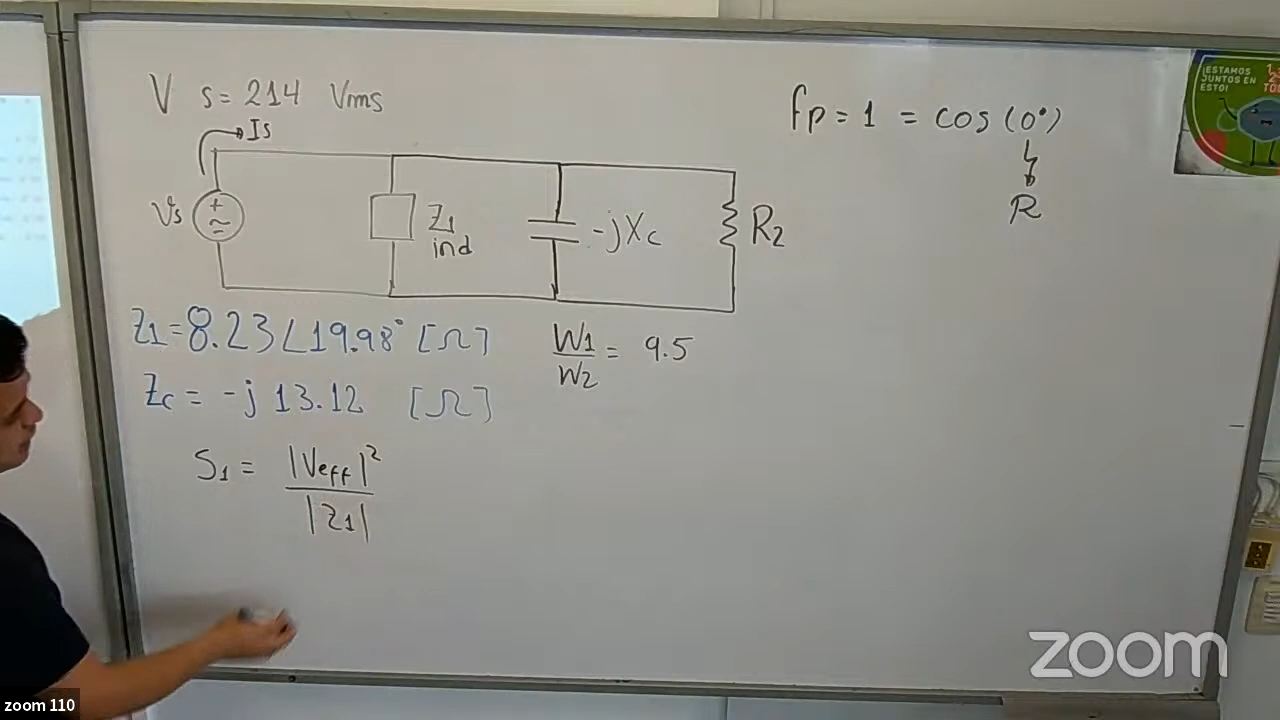 V s = 214 Vms
Is
Vs
+
~
Z1
ind
-jXc
R2
Z1 = 8.23∠19.98° [Ω]
Zc = -j 13.12 [Ω]
W1/W2 = 9.5
S1 = |Veff|²/|Z1|
fp = 1 = cos (0°)
R
¡ESTAMOS
JUNTOS EN
ESTO!
zoom
zoom 110